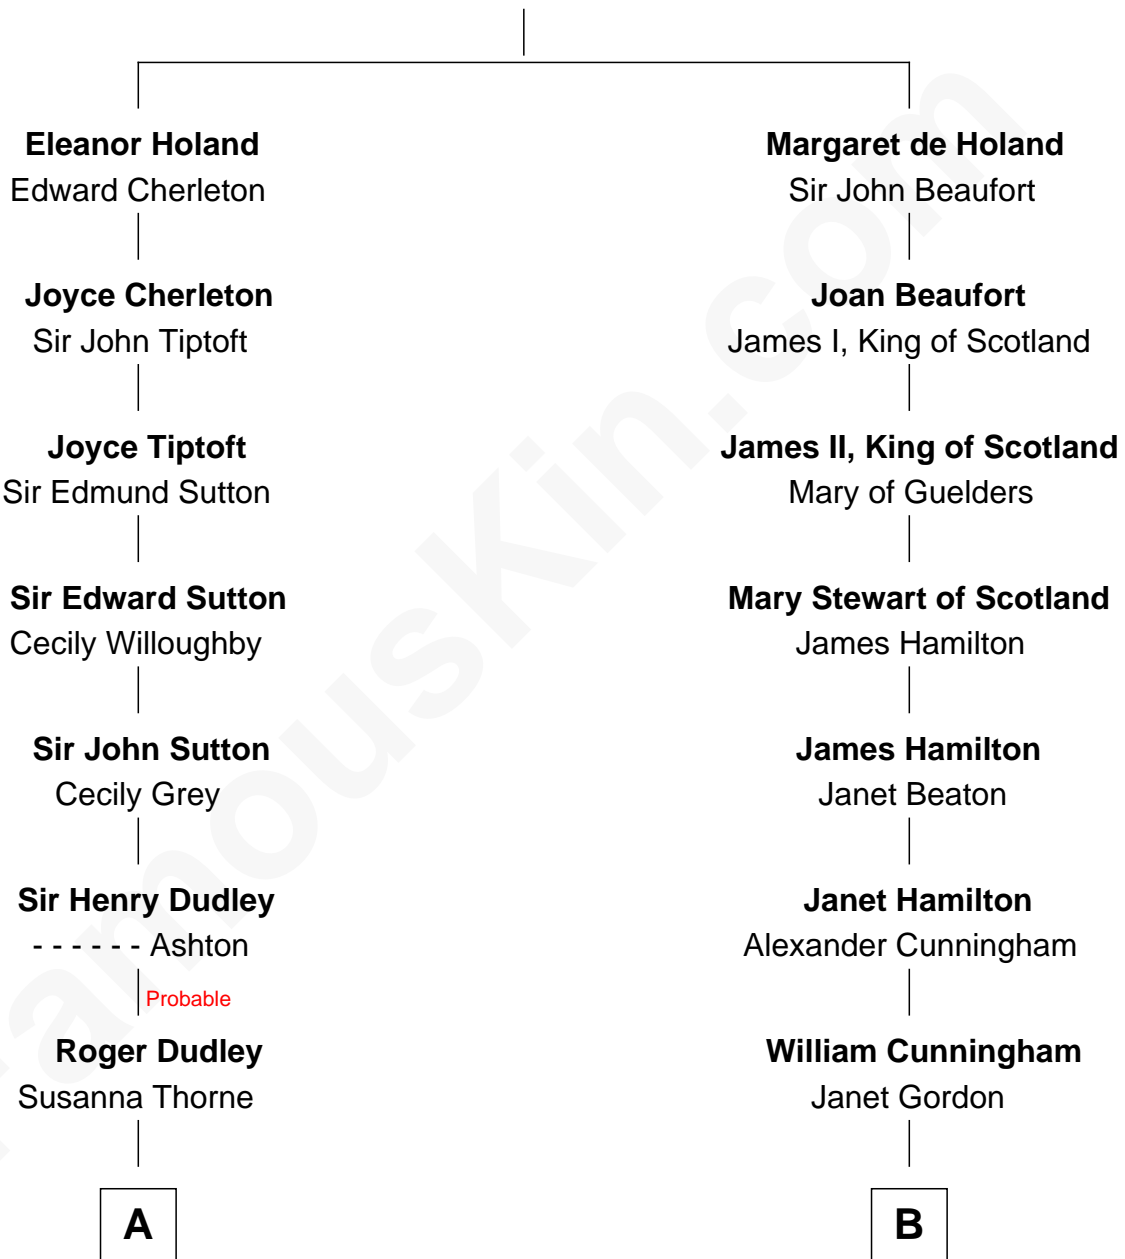 Eleanor Holand
Edward Cherleton
Joyce Cherleton
Sir John Tiptoft
Joyce Tiptoft
Sir Edmund Sutton
Sir Edward Sutton
Cecily Willoughby
Sir John Sutton
Cecily Grey
Sir Henry Dudley
- - - - - - Ashton
Probable
Roger Dudley
Susanna Thorne
A
Margaret de Holand
Sir John Beaufort
Joan Beaufort
James I, King of Scotland
James II, King of Scotland
Mary of Guelders
Mary Stewart of Scotland
James Hamilton
James Hamilton
Janet Beaton
Janet Hamilton
Alexander Cunningham
William Cunningham
Janet Gordon
B
FamousKin.com